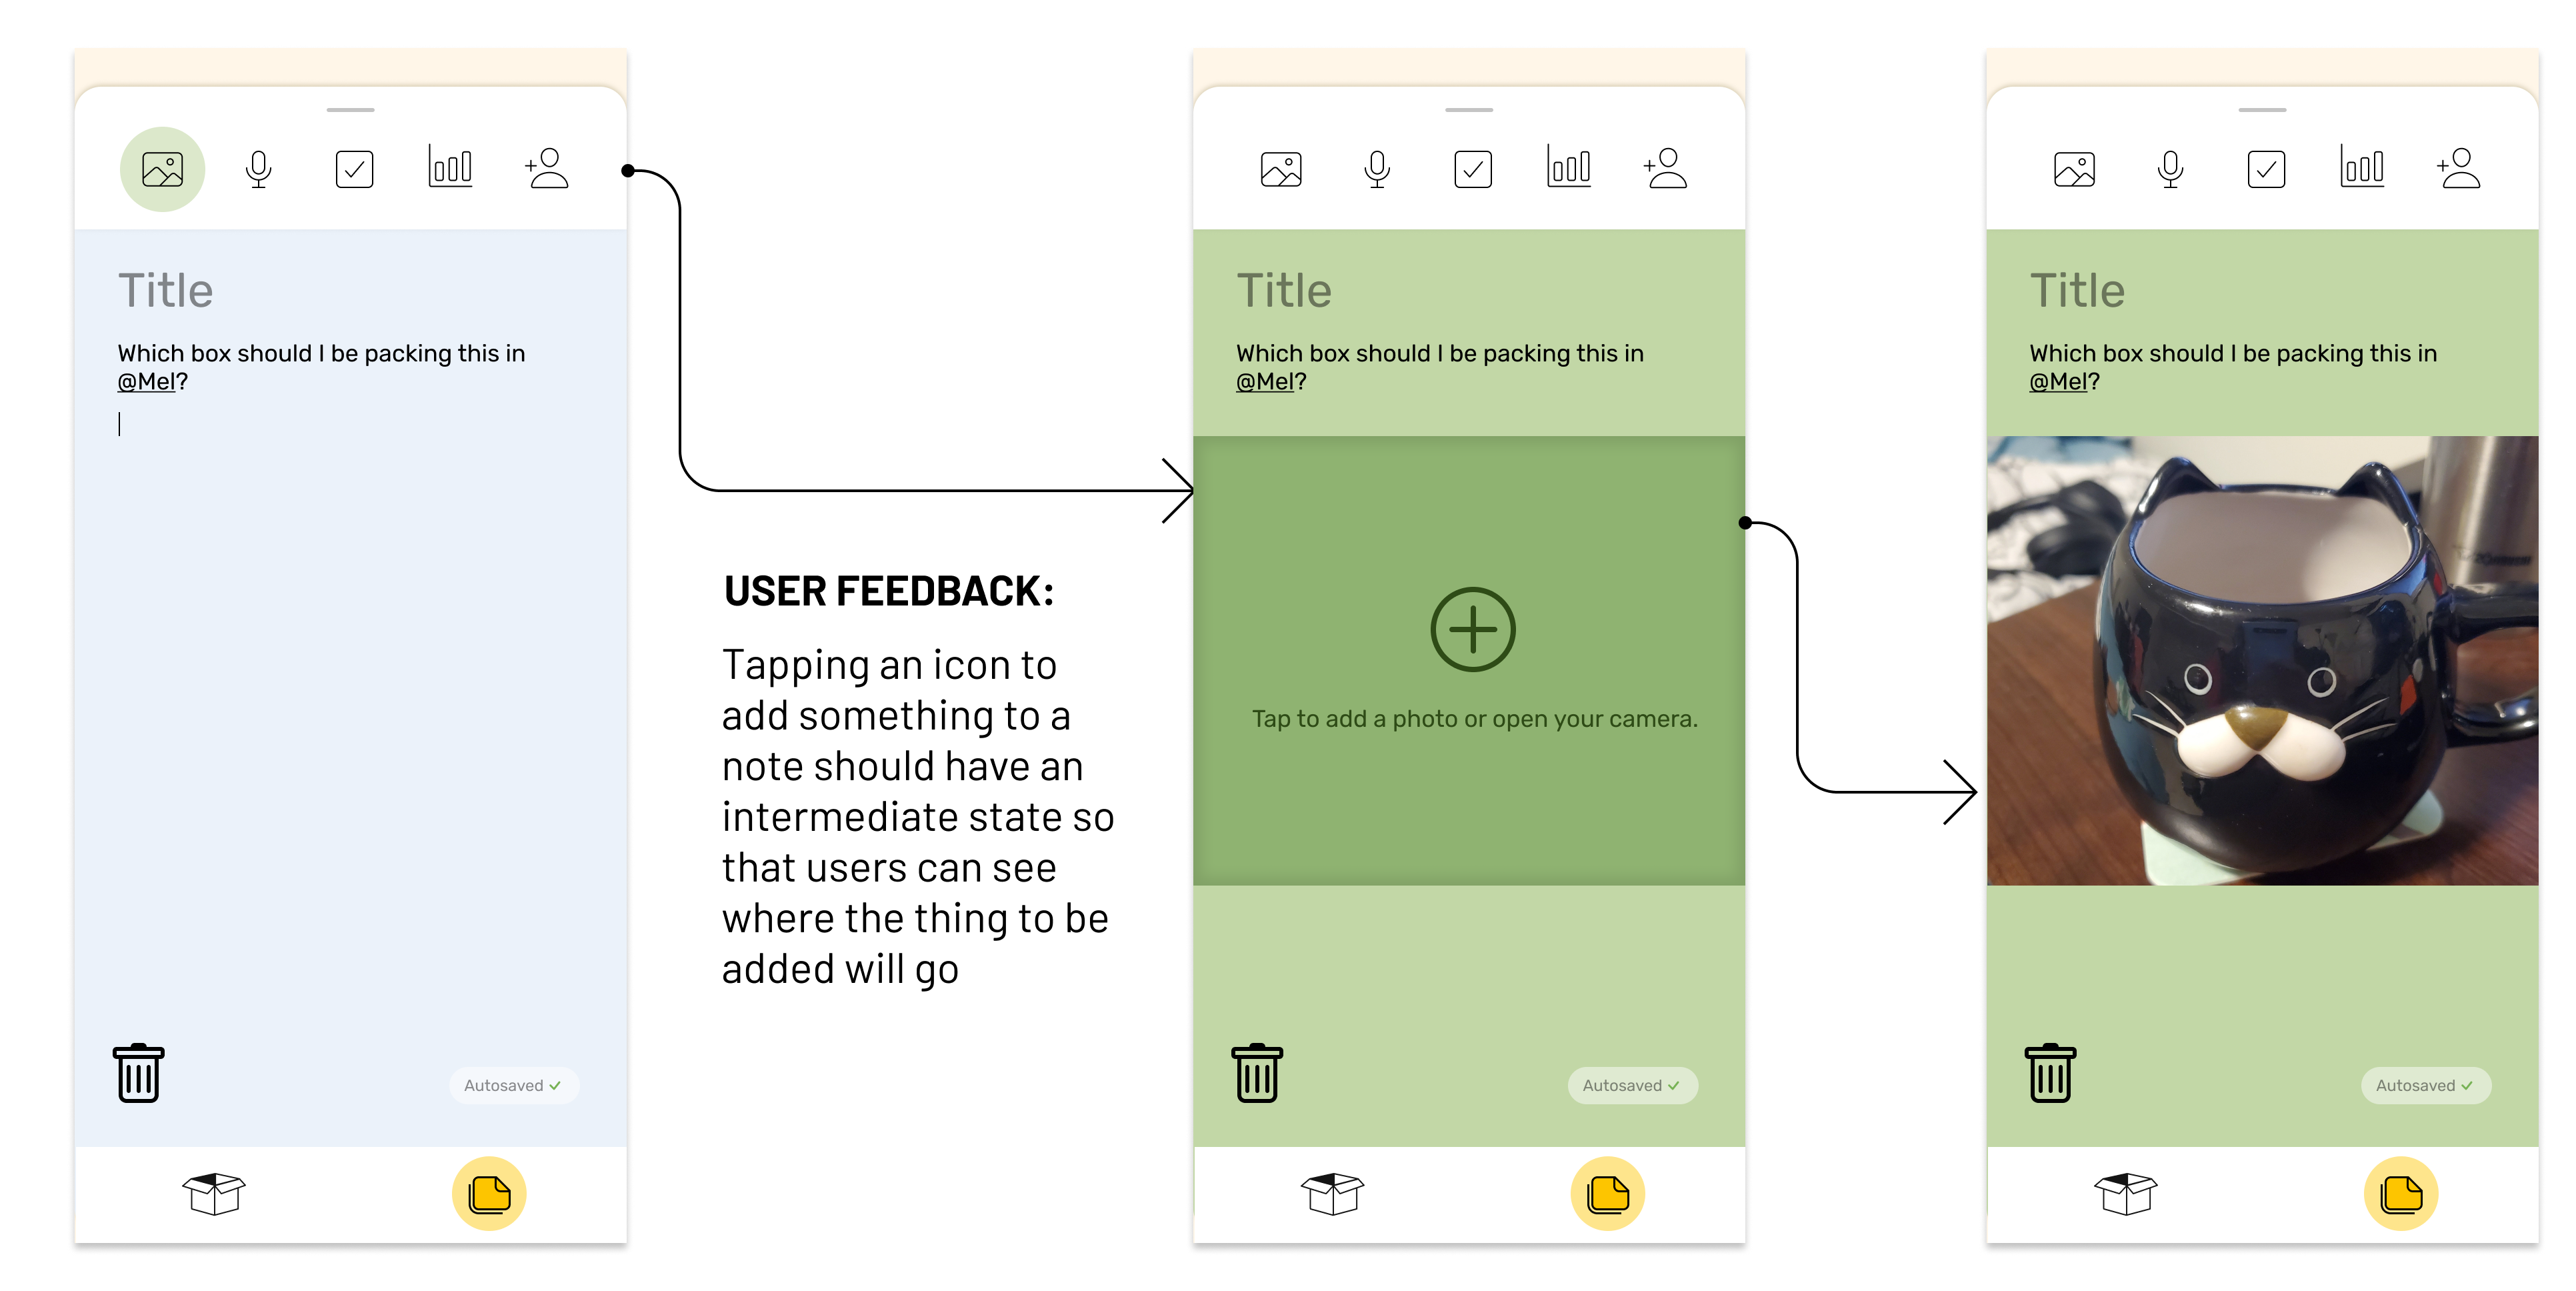 Title
Which box should I be packing this in
@Mel?
Autosaved
USER FEEDBACK:
Tapping an icon to
add something to a
note should have an
intermediate state so
that users can see
where the thing to be
added will go
Title
Which box should I be packing this in
@Mel?
Tap to add a photo or open your camera.
Autosaved
Title
Which box should I be packing this in
@Mel?
Autosaved